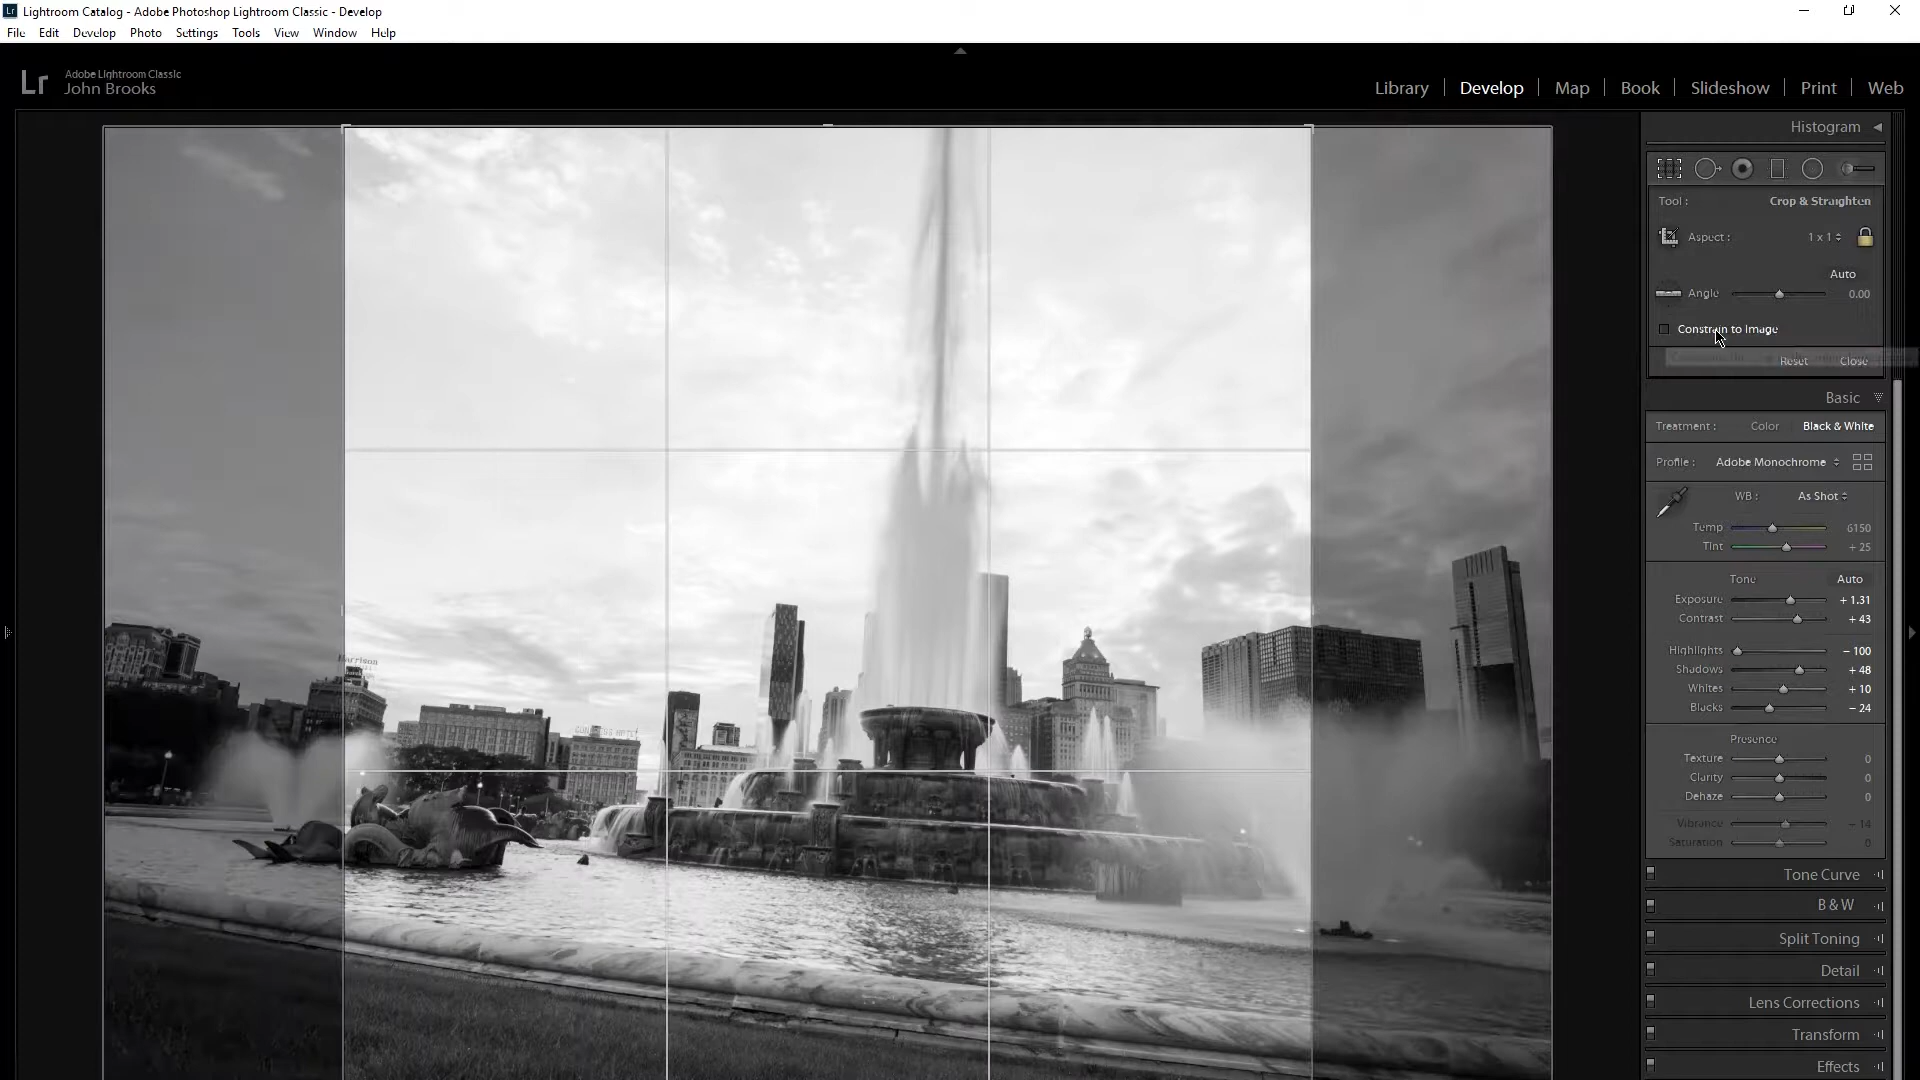 Lr Lightroom Catalog - Adobe Photoshop Lightroom Classic - Develop
File Edit Develop Photo Settings Tools View Window Help
Lr Adobe Lightroom Classic
John Brooks
Library Develop Map Book Slideshow Print Web
Histogram
Tool : Crop & Straighten
Aspect : 1 x 1
Auto
Angle 0.00
Constrain to Image
Reset Close
Basic
Treatment : Color Black & White
Profile : Adobe Monochrome
WB : As Shot
Temp 6150
Tint + 25
Tone Auto
Exposure + 1.31
Contrast + 43
Highlights - 100
Shadows + 48
Whites + 10
Blacks - 24
Presence
Texture 0
Clarity 0
Dehaze 0
Vibrance - 14
Saturation 0
Tone Curve
B & W
Split Toning
Detail
Lens Corrections
Transform
Effects
Harrison